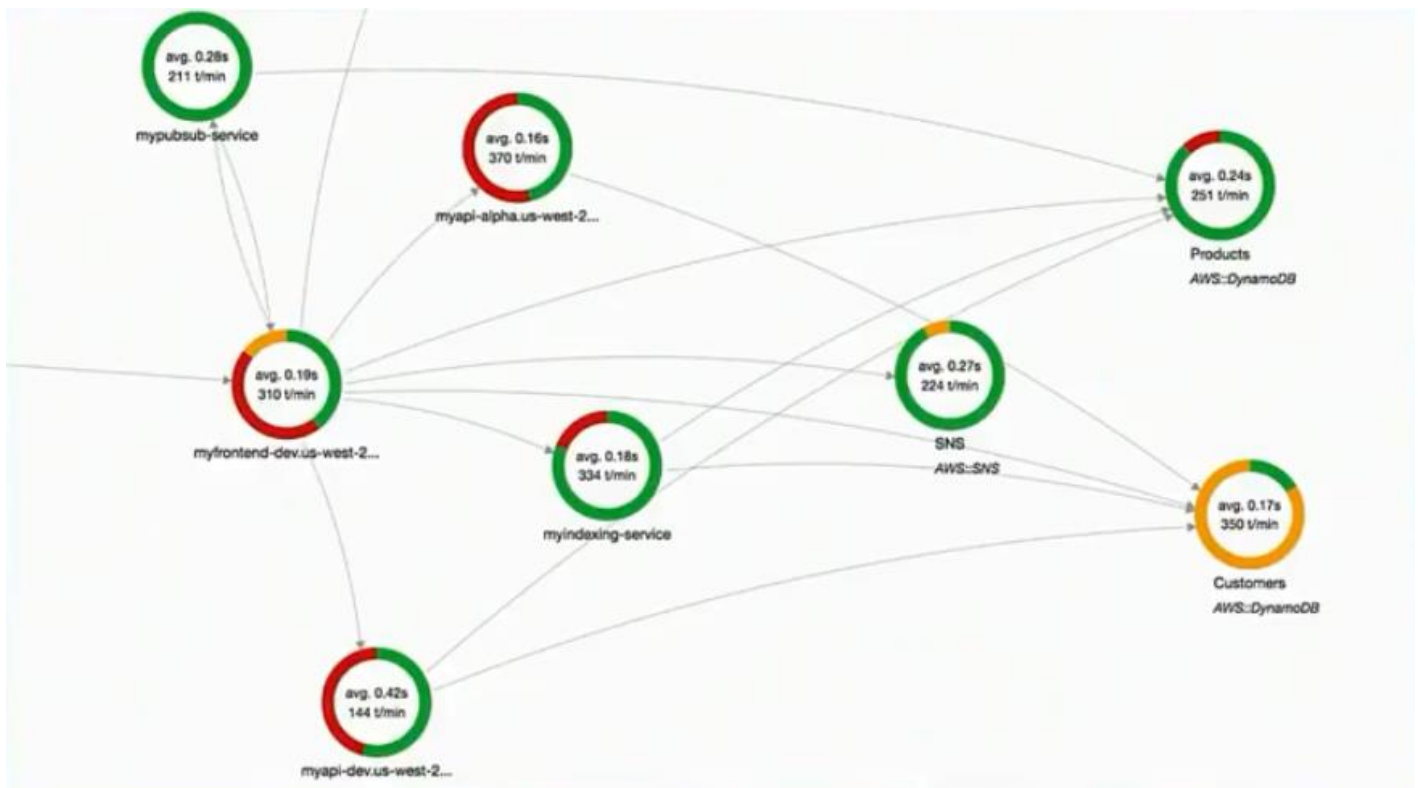 avg. 0.28s
211 t/min
mypubsub-service
avg. 0.16s
370 t/min
myapi-alpha.us-west-2...
avg. 0.24s
251 t/min
Products
AWS::DynamoDB
avg. 0.19s
310 t/min
myfrontend-dev.us-west-2...
avg. 0.27s
224 t/min
SNS
AWS::SNS
avg. 0.18s
334 t/min
myindexing-service
avg. 0.17s
350 t/min
Customers
AWS::DynamoDB
avg. 0.42s
144 t/min
myapi-dev.us-west-2...